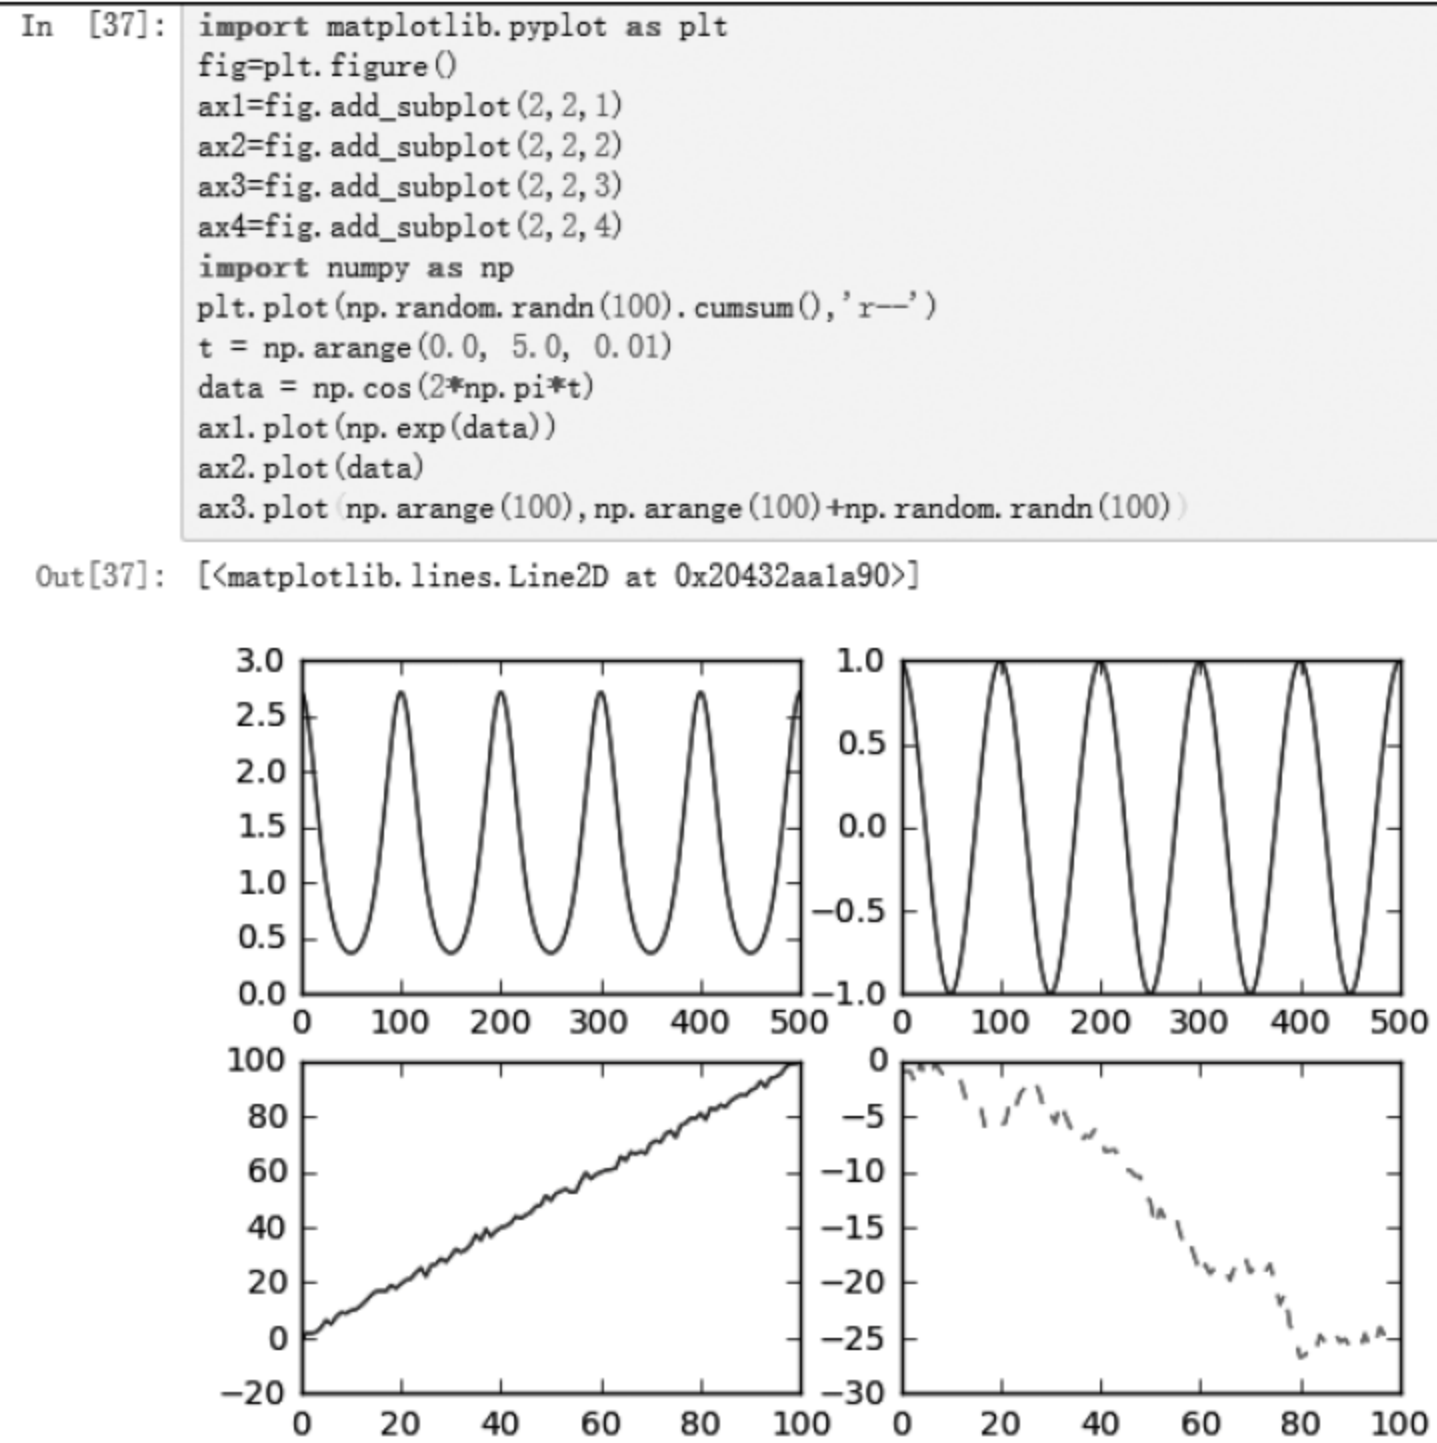 In [37]: import matplotlib.pyplot as plt
fig=plt.figure()
ax1=fig.add_subplot(2,2,1)
ax2=fig.add_subplot(2,2,2)
ax3=fig.add_subplot(2,2,3)
ax4=fig.add_subplot(2,2,4)
import numpy as np
plt.plot(np.random.randn(100).cumsum(),'r--')
t = np.arange(0.0, 5.0, 0.01)
data = np.cos(2*np.pi*t)
ax1.plot(np.exp(data))
ax2.plot(data)
ax3.plot(np.arange(100),np.arange(100)+np.random.randn(100))
Out[37]: [<matplotlib.lines.Line2D at 0x20432aa1a90>]
3.0
2.5
2.0
1.5
1.0
0.5
0.0
0 100 200 300 400 500
1.0
0.5
0.0
−0.5
−1.0
0 100 200 300 400 500
100
80
60
40
20
0
−20
0 20 40 60 80 100
0
−5
−10
−15
−20
−25
−30
0 20 40 60 80 100